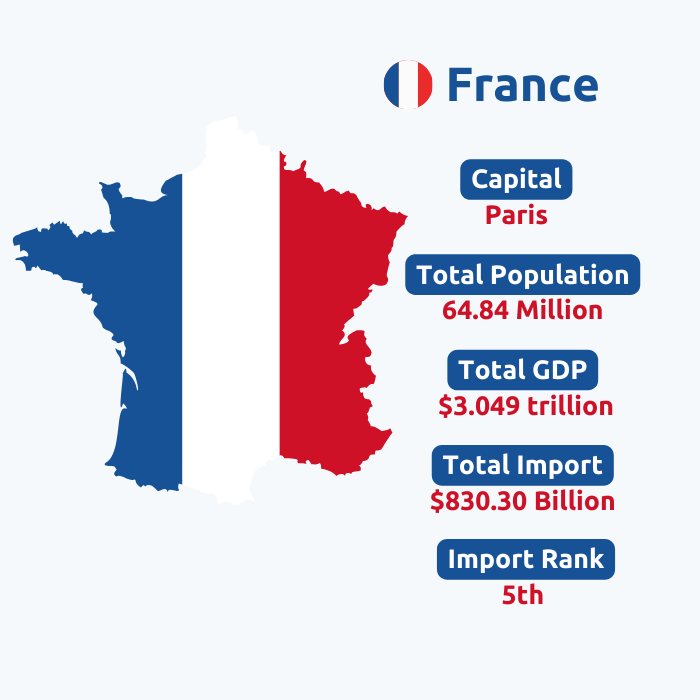 France
Capital
Paris
Total Population
64.84 Million
Total GDP
$3.049 trillion
Total Import
$830.30 Billion
Import Rank
5th